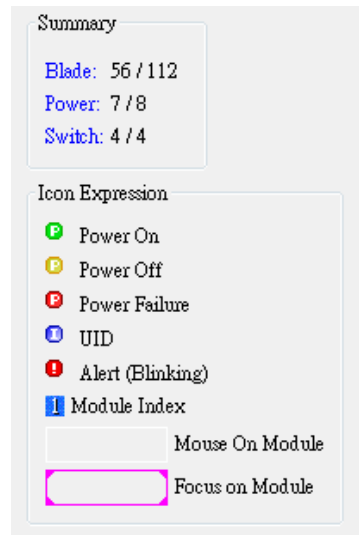 Summary
Blade: 56 / 112
Power: 7 / 8
Switch: 4 / 4
Icon Expression
P Power On
P Power Off
P Power Failure
I UID
! Alert (Blinking)
1 Module Index
Mouse On Module
Focus on Module